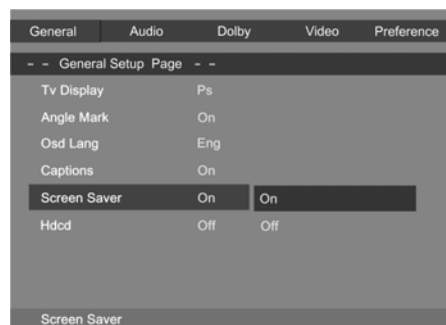 General Audio Dolby Video Preference
- - General Setup Page - -
Tv Display Ps
Angle Mark On
Osd Lang Eng
Captions On
Screen Saver On On
Hdcd Off Off
Screen Saver